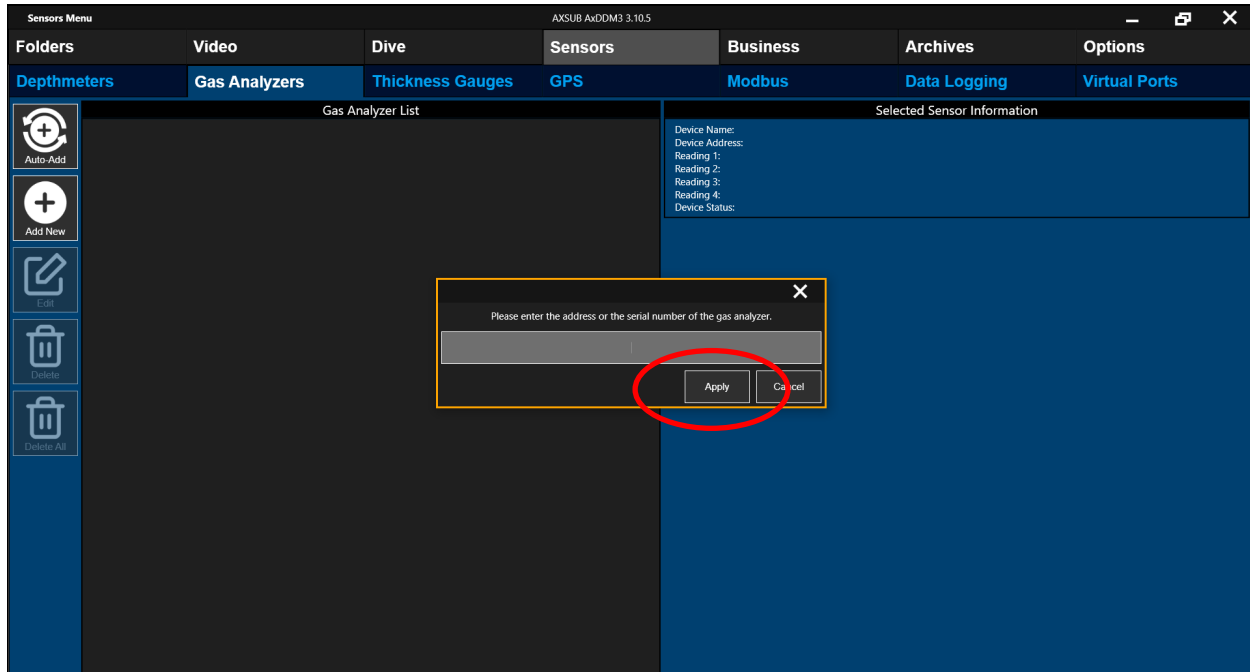 Sensors Menu AXSUB AxDDM3 3.10.5
Folders Video Dive Sensors Business Archives Options
Depthmeters Gas Analyzers Thickness Gauges GPS Modbus Data Logging Virtual Ports
Gas Analyzer List
Selected Sensor Information
Auto-Add
Add New
Edit
Delete
Delete All
Device Name:
Device Address:
Reading 1:
Reading 2:
Reading 3:
Reading 4:
Device Status:
Please enter the address or the serial number of the gas analyzer.
Apply Cancel